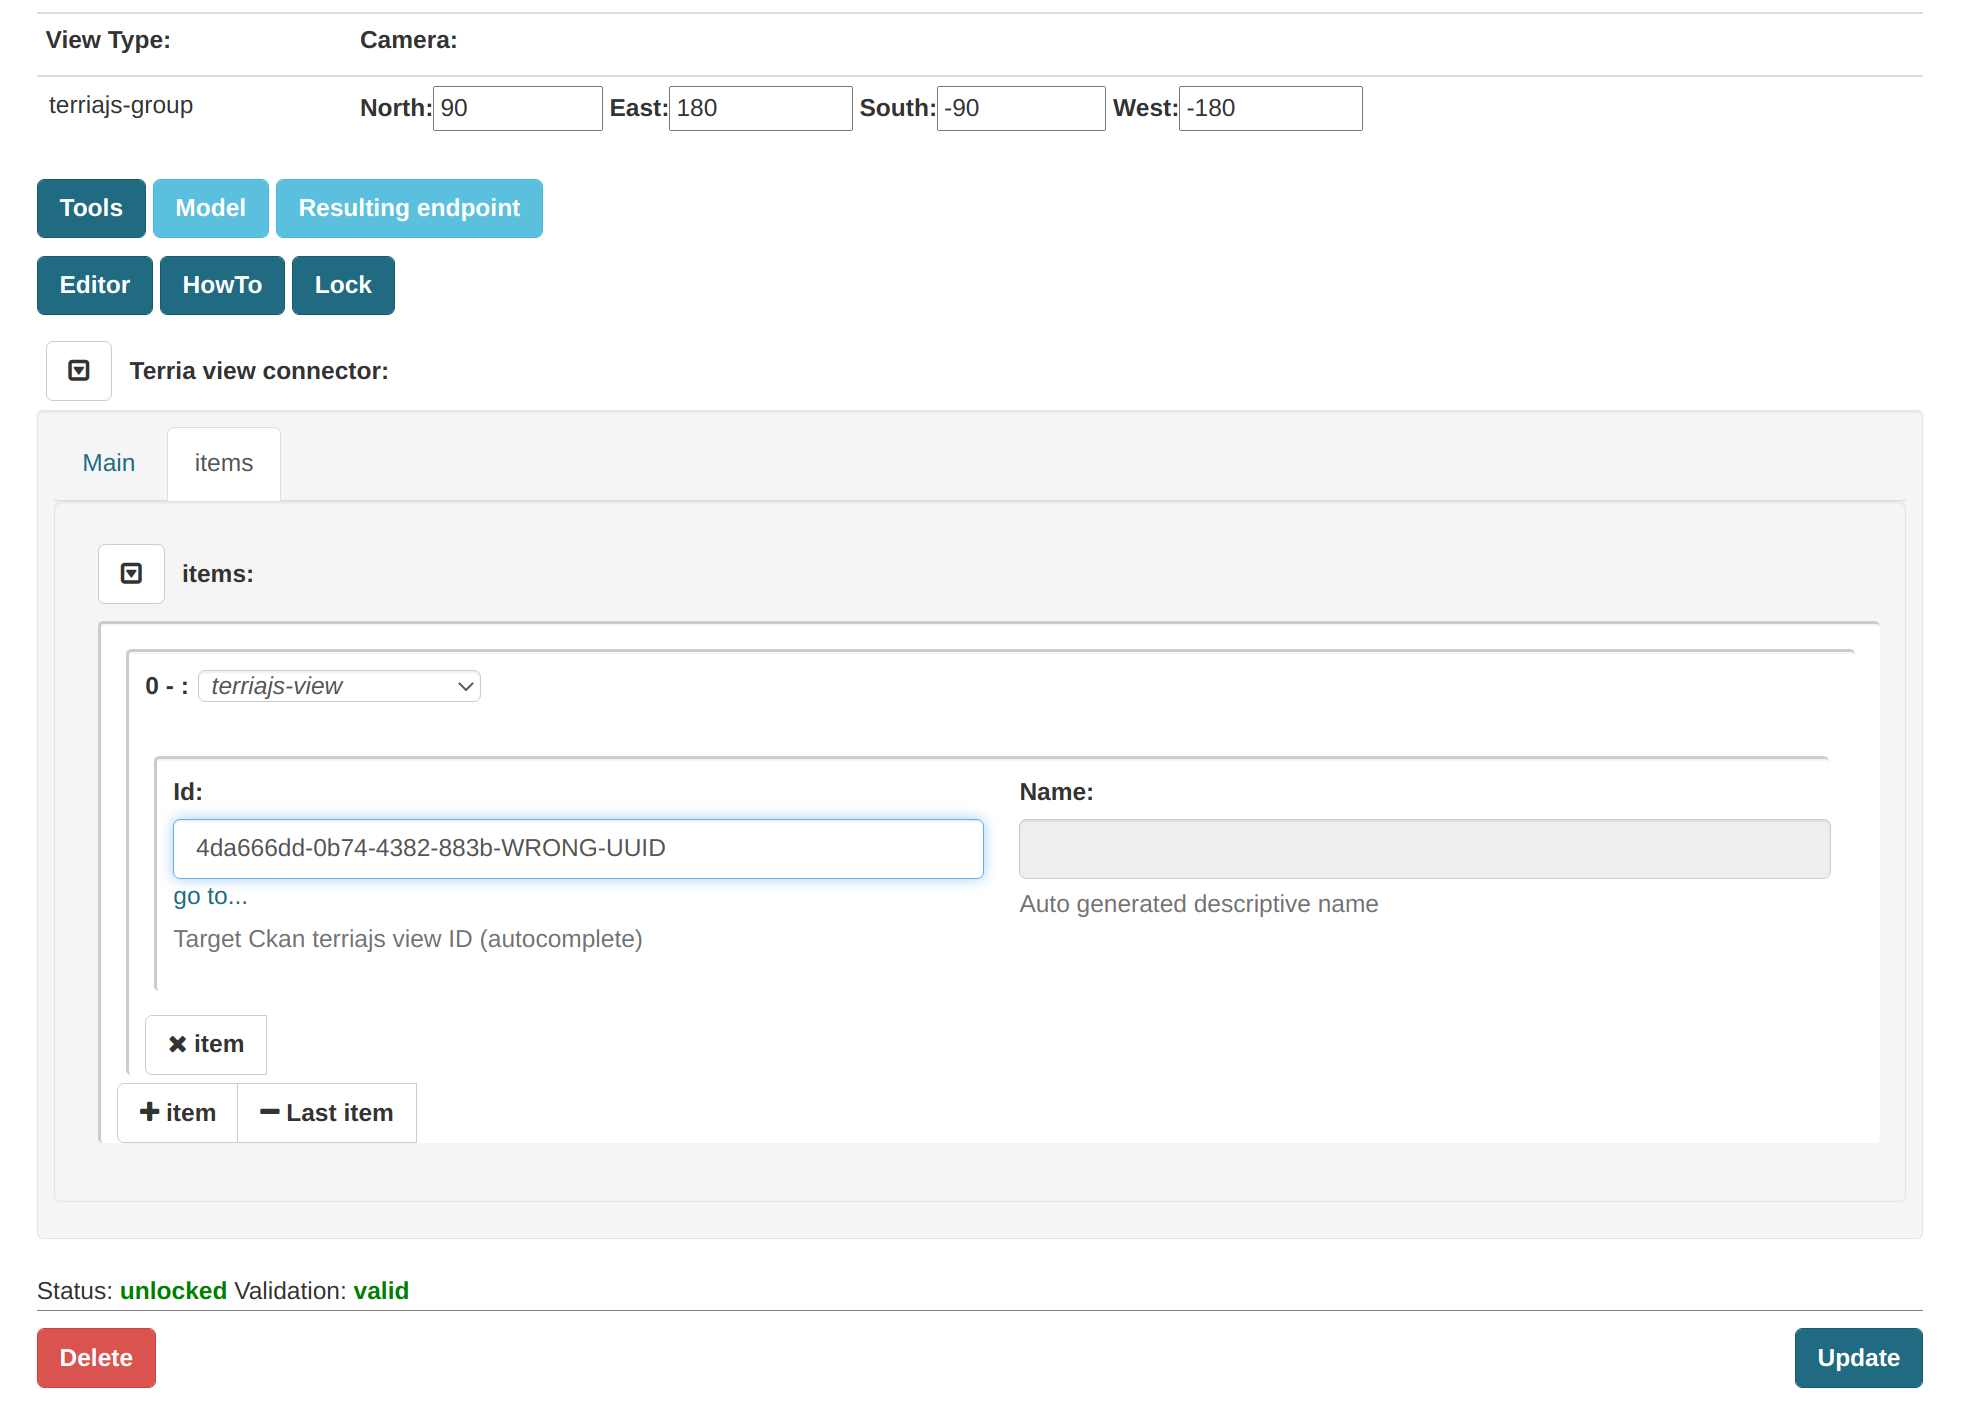 View Type: Camera:
terriajs-group North: 90 East: 180 South: -90 West: -180
Tools Model Resulting endpoint
Editor HowTo Lock
Terria view connector:
Main items
items:
0 - : terriajs-view
Id: Name:
4da666dd-0b74-4382-883b-WRONG-UUID
go to...
Auto generated descriptive name
Target Ckan terriajs view ID (autocomplete)
item
item Last item
Status: unlocked Validation: valid
Delete Update